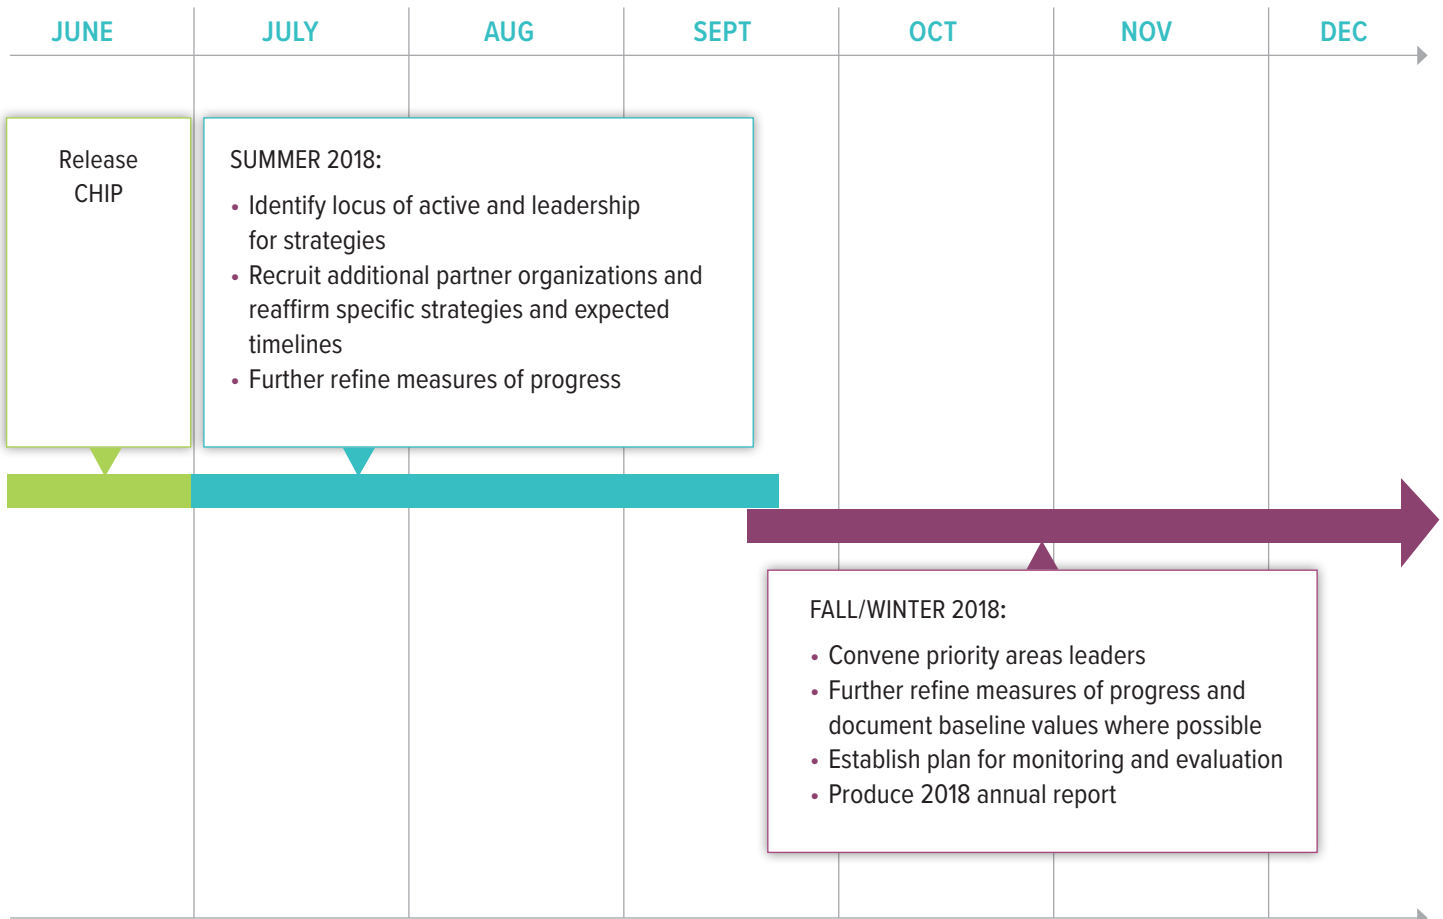 JUNE JULY AUG SEPT OCT NOV DEC
Release
CHIP
SUMMER 2018:
• Identify locus of active and leadership
for strategies
• Recruit additional partner organizations and
reaffirm specific strategies and expected
timelines
• Further refine measures of progress
FALL/WINTER 2018:
• Convene priority areas leaders
• Further refine measures of progress and
document baseline values where possible
• Establish plan for monitoring and evaluation
• Produce 2018 annual report